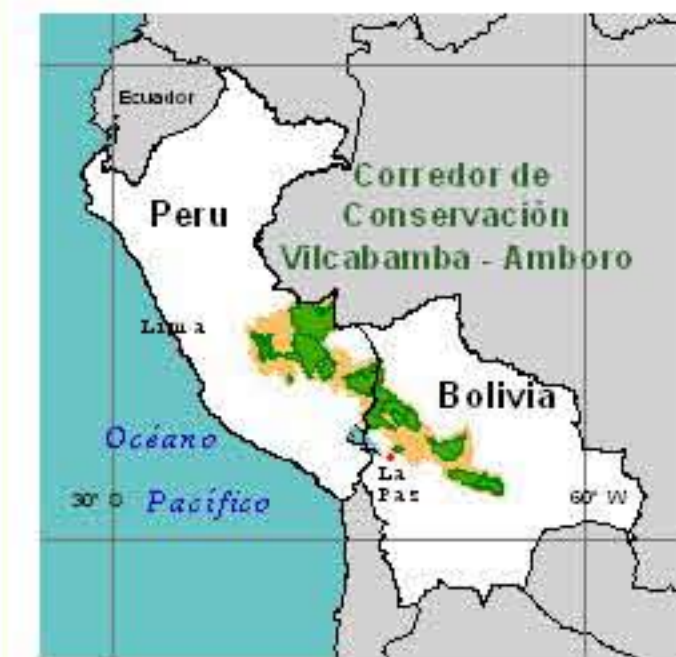 Ecuador
Corredor de
Conservación
Vilcabamba - Amboro
Peru
Lima
Bolivia
Océano
Pacífico
La
Paz
30° O
60° W